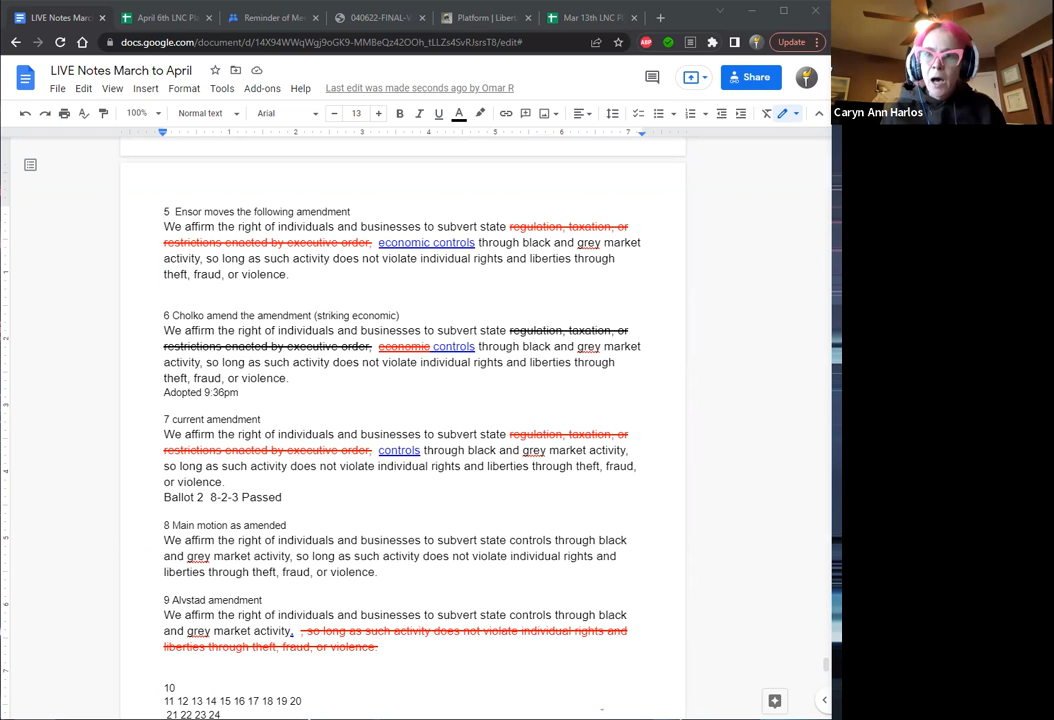 LIVE Notes March to
April 6th LNC Pl
Reminder of Me
040622-FINAL-V
Platform | Libert
Mar 13th LNC P
docs.google.com/document/d/14X94WWqWgj9oGK9-MMBeQz42OOh_tLLZs4SvRJsrsT8/edit#
ABP
Update
LIVE Notes March to April
File Edit View Insert Format Tools Add-ons Help Last edit was made seconds ago by Omar R
Share
100% Normal text Arial 13 B I U A
Caryn Ann Harlos
5 Ensor moves the following amendment
We affirm the right of individuals and businesses to subvert state regulation, taxation, or
restrictions enacted by executive order, economic controls through black and grey market
activity, so long as such activity does not violate individual rights and liberties through
theft, fraud, or violence.
6 Cholko amend the amendment (striking economic)
We affirm the right of individuals and businesses to subvert state regulation, taxation, or
restrictions enacted by executive order, economic controls through black and grey market
activity, so long as such activity does not violate individual rights and liberties through
theft, fraud, or violence.
Adopted 9:36pm
7 current amendment
We affirm the right of individuals and businesses to subvert state regulation, taxation, or
restrictions enacted by executive order, controls through black and grey market activity,
so long as such activity does not violate individual rights and liberties through theft, fraud,
or violence.
Ballot 2 8-2-3 Passed
8 Main motion as amended
We affirm the right of individuals and businesses to subvert state controls through black
and grey market activity, so long as such activity does not violate individual rights and
liberties through theft, fraud, or violence.
9 Alvstad amendment
We affirm the right of individuals and businesses to subvert state controls through black
and grey market activity. , so long as such activity does not violate individual rights and
liberties through theft, fraud, or violence.
10
11 12 13 14 15 16 17 18 19 20
21 22 23 24